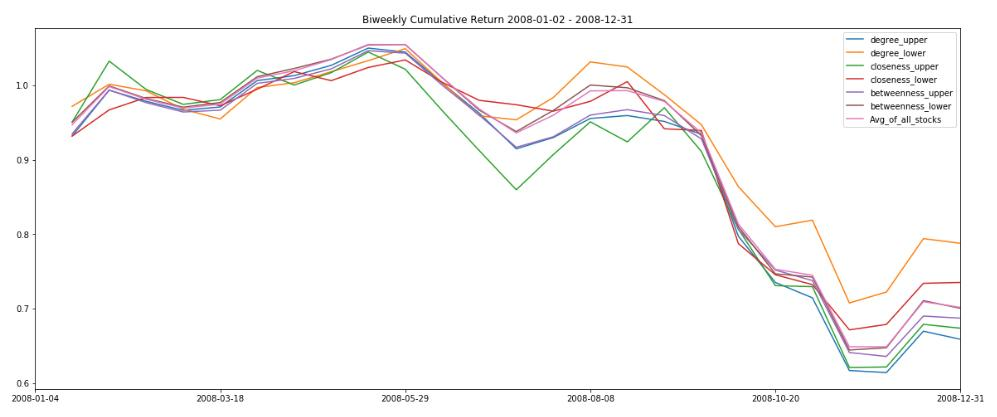 Biweekly Cumulative Return 2008-01-02 - 2008-12-31
degree_upper
degree_lower
closeness_upper
closeness_lower
betweenness_upper
betweenness_lower
Avg_of_all_stocks
1.0
0.9
0.8
0.7
0.6
2008-01-04 2008-03-18 2008-05-29 2008-08-08 2008-10-20 2008-12-31